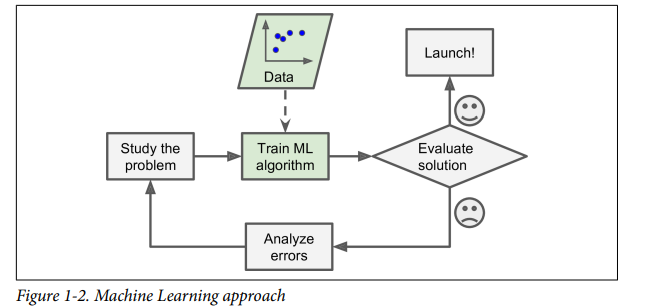 Data
Launch!
Study the
problem
Train ML
algorithm
Evaluate
solution
Analyze
errors
Figure 1-2. Machine Learning approach